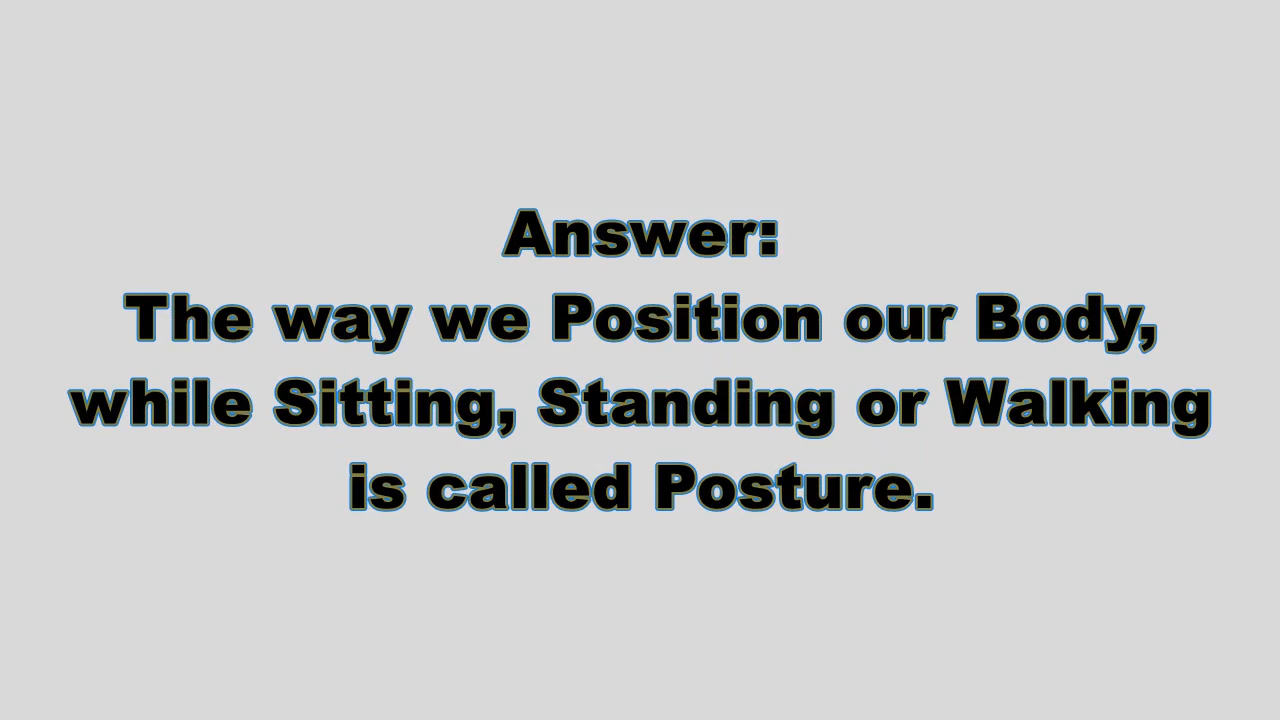 Answer:
The way we Position our Body,
while Sitting, Standing or Walking
is called Posture.